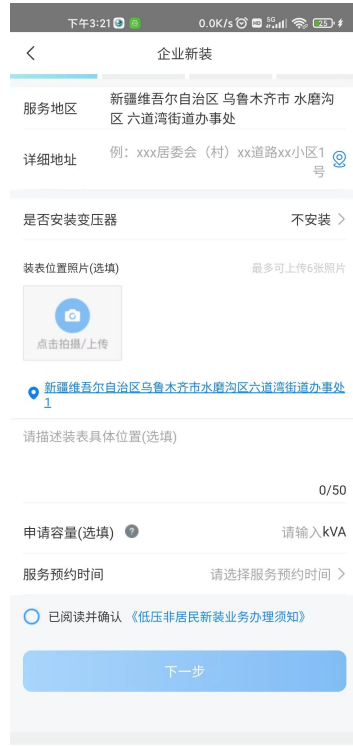 下午3:21
0.0K/s 5G 25
企业新装
服务地区
新疆维吾尔自治区 乌鲁木齐市 水磨沟
区 六道湾街道办事处
详细地址
例：xxx居委会（村）xx道路xx小区1
号
是否安装变压器
不安装
装表位置照片(选填)
最多可上传6张照片
点击拍摄/上传
新疆维吾尔自治区乌鲁木齐市水磨沟区六道湾街道办事处
1
请描述装表具体位置(选填)
0/50
申请容量(选填)
请输入kVA
服务预约时间
请选择服务预约时间
已阅读并确认 《低压非居民新装业务办理须知》
下一步